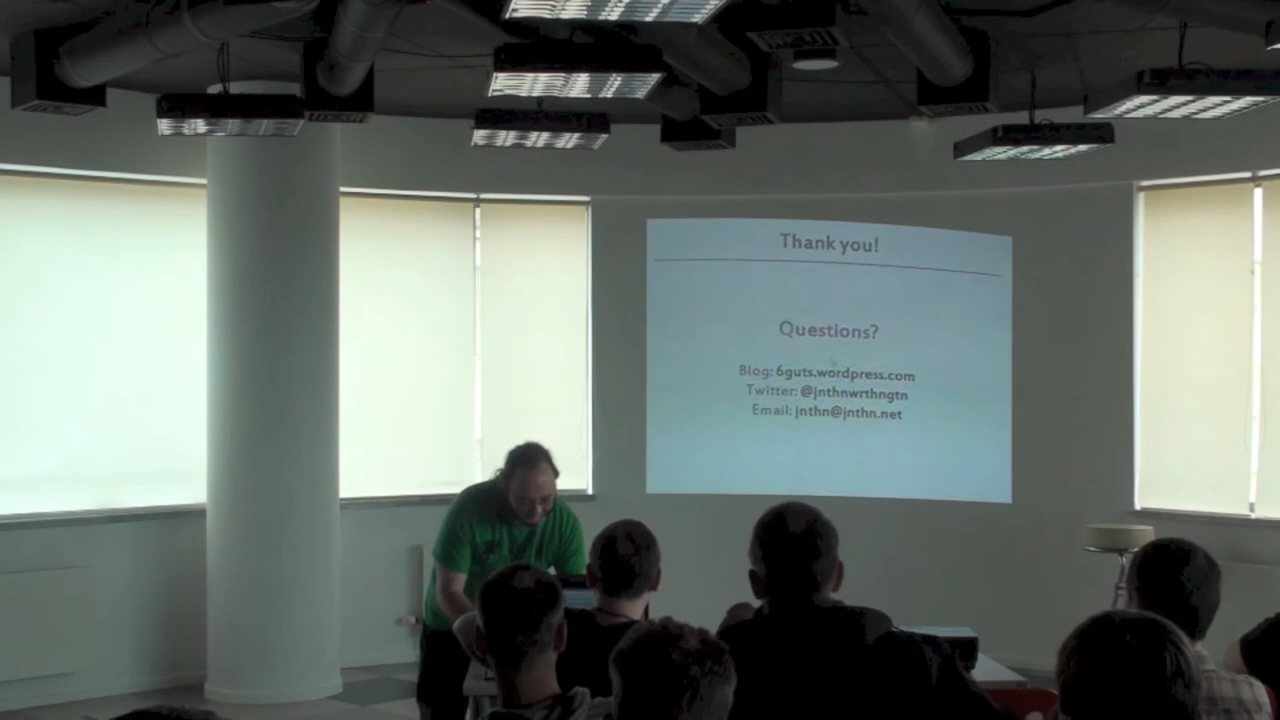 Thank you!
Questions?
Blog: 6guts.wordpress.com
Twitter: @jnthnwrthngtn
Email: jnthn@jnthn.net